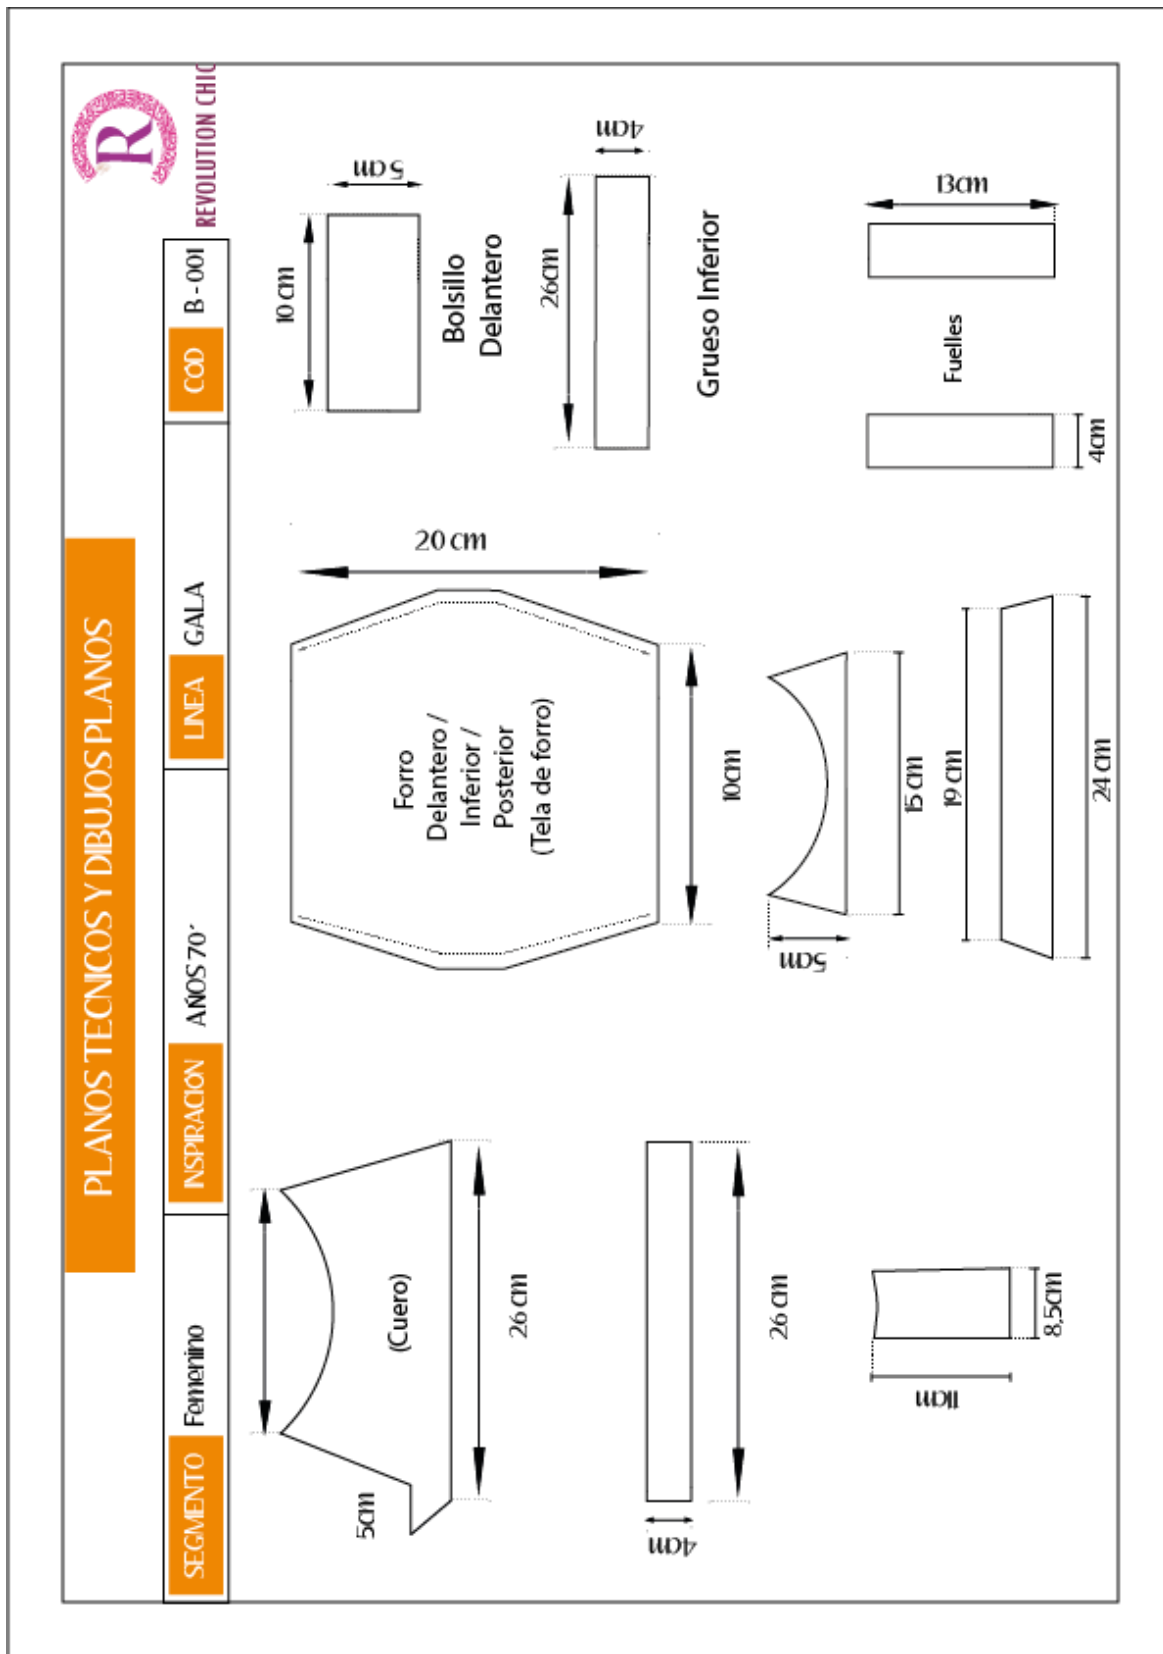 PLANOS TECNICOS Y DIBUJOS PLANOS
R
REVOLUTION CHIC
SEGMENTO Femenino INSPIRACIÓN AÑOS 70´ LINEA GALA CÓD B - 001
5cm
(Cuero)
26 cm
4cm
26 cm
11cm
8,5cm
Forro
Delantero /
Inferior /
Posterior
(Tela de forro)
20 cm
10cm
5cm
15 cm
19 cm
24 cm
10 cm
5 cm
Bolsillo
Delantero
26cm
4cm
Grueso Inferior
Fuelles
13cm
4cm